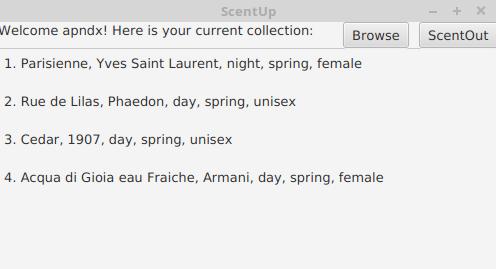 ScentUp
Welcome apndx! Here is your current collection: Browse ScentOut
1. Parisienne, Yves Saint Laurent, night, spring, female
2. Rue de Lilas, Phaedon, day, spring, unisex
3. Cedar, 1907, day, spring, unisex
4. Acqua di Gioia eau Fraiche, Armani, day, spring, female